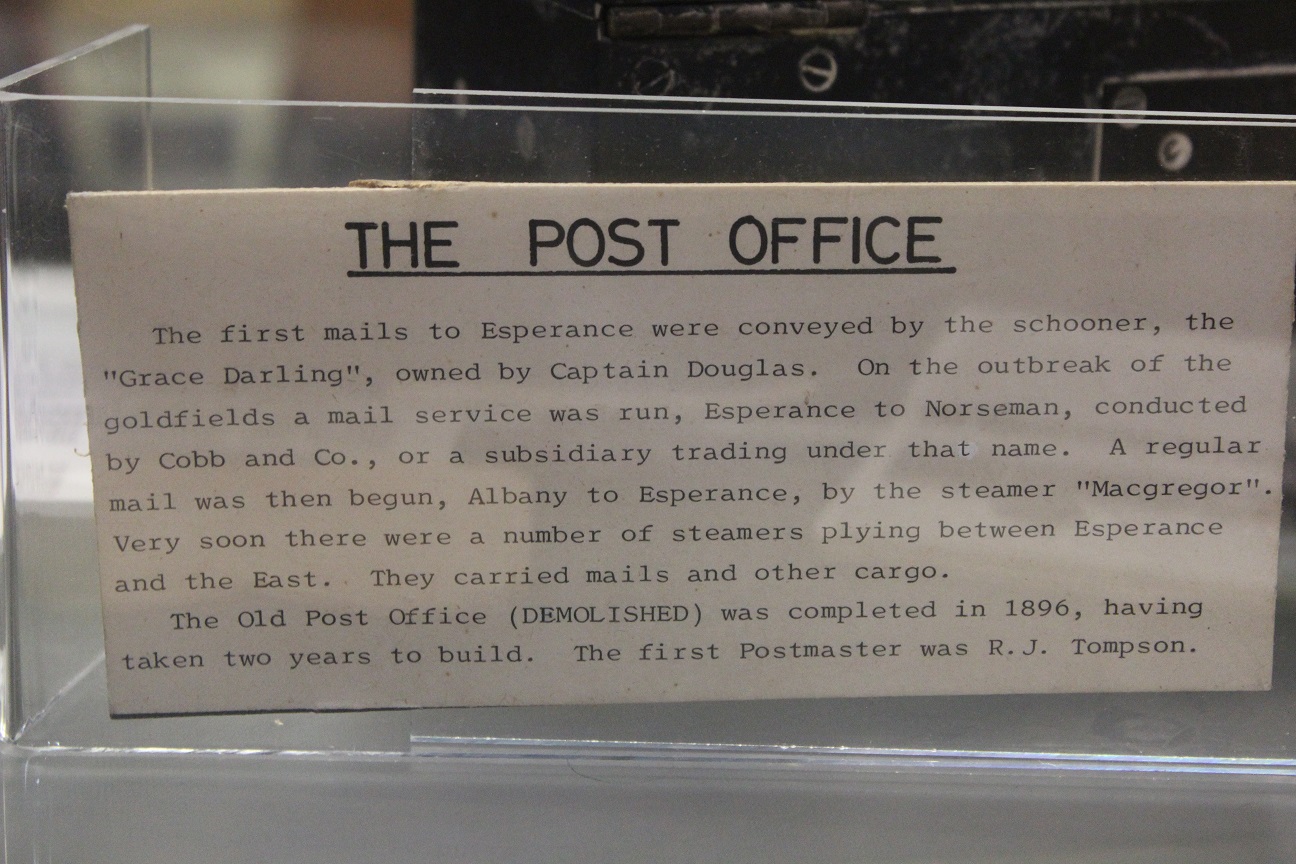 THE POST OFFICE
The first mails to Esperance were conveyed by the schooner, the
"Grace Darling", owned by Captain Douglas. On the outbreak of the
goldfields a mail service was run, Esperance to Norseman, conducted
by Cobb and Co., or a subsidiary trading under that name. A regular
mail was then begun, Albany to Esperance, by the steamer "Macgregor".
Very soon there were a number of steamers plying between Esperance
and the East. They carried mails and other cargo.
The Old Post Office (DEMOLISHED) was completed in 1896, having
taken two years to build. The first Postmaster was R.J. Tompson.